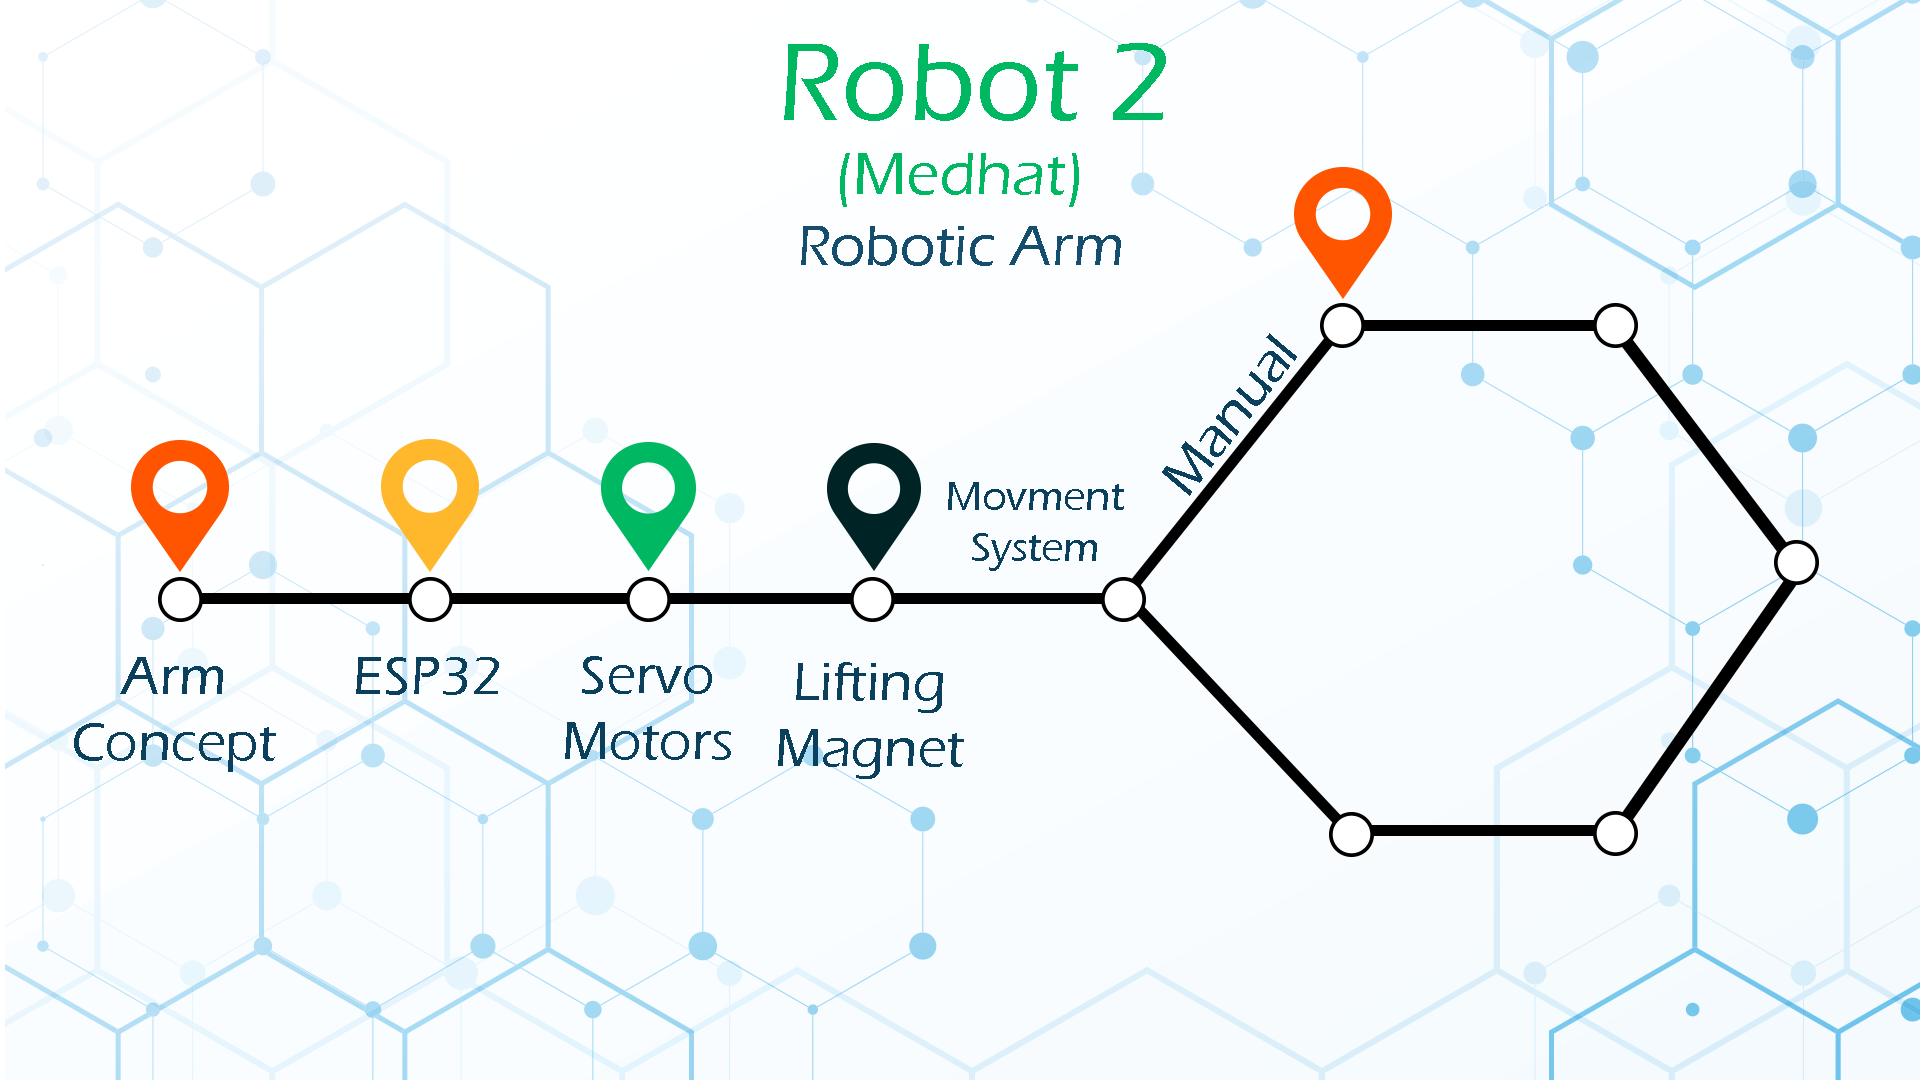 Robot 2
(Medhat)
Robotic Arm
Manual
Movment
System
Arm
Concept
ESP32
Servo
Motors
Lifting
Magnet